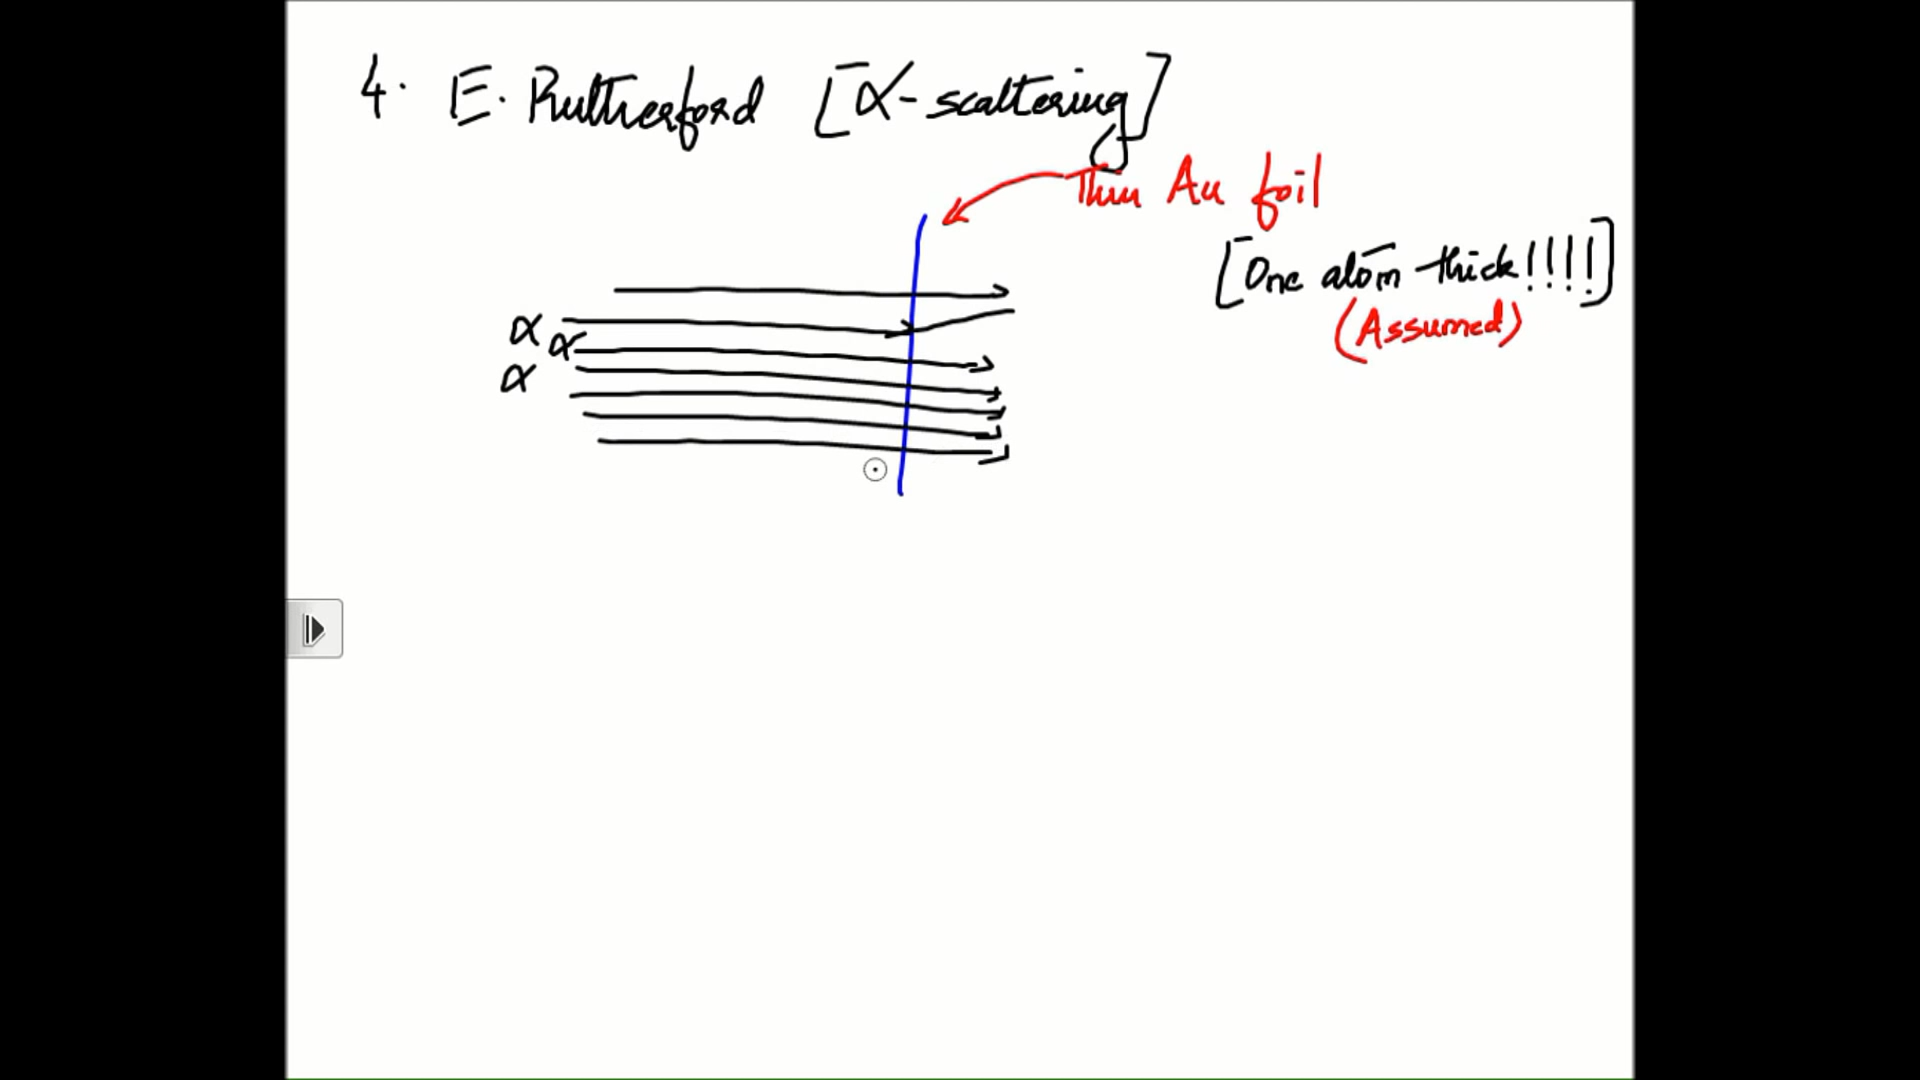 4. E. Rutherford [α-scattering]
Thin Au foil
[One atom thick!!!!]
(Assumed)
α
α
α